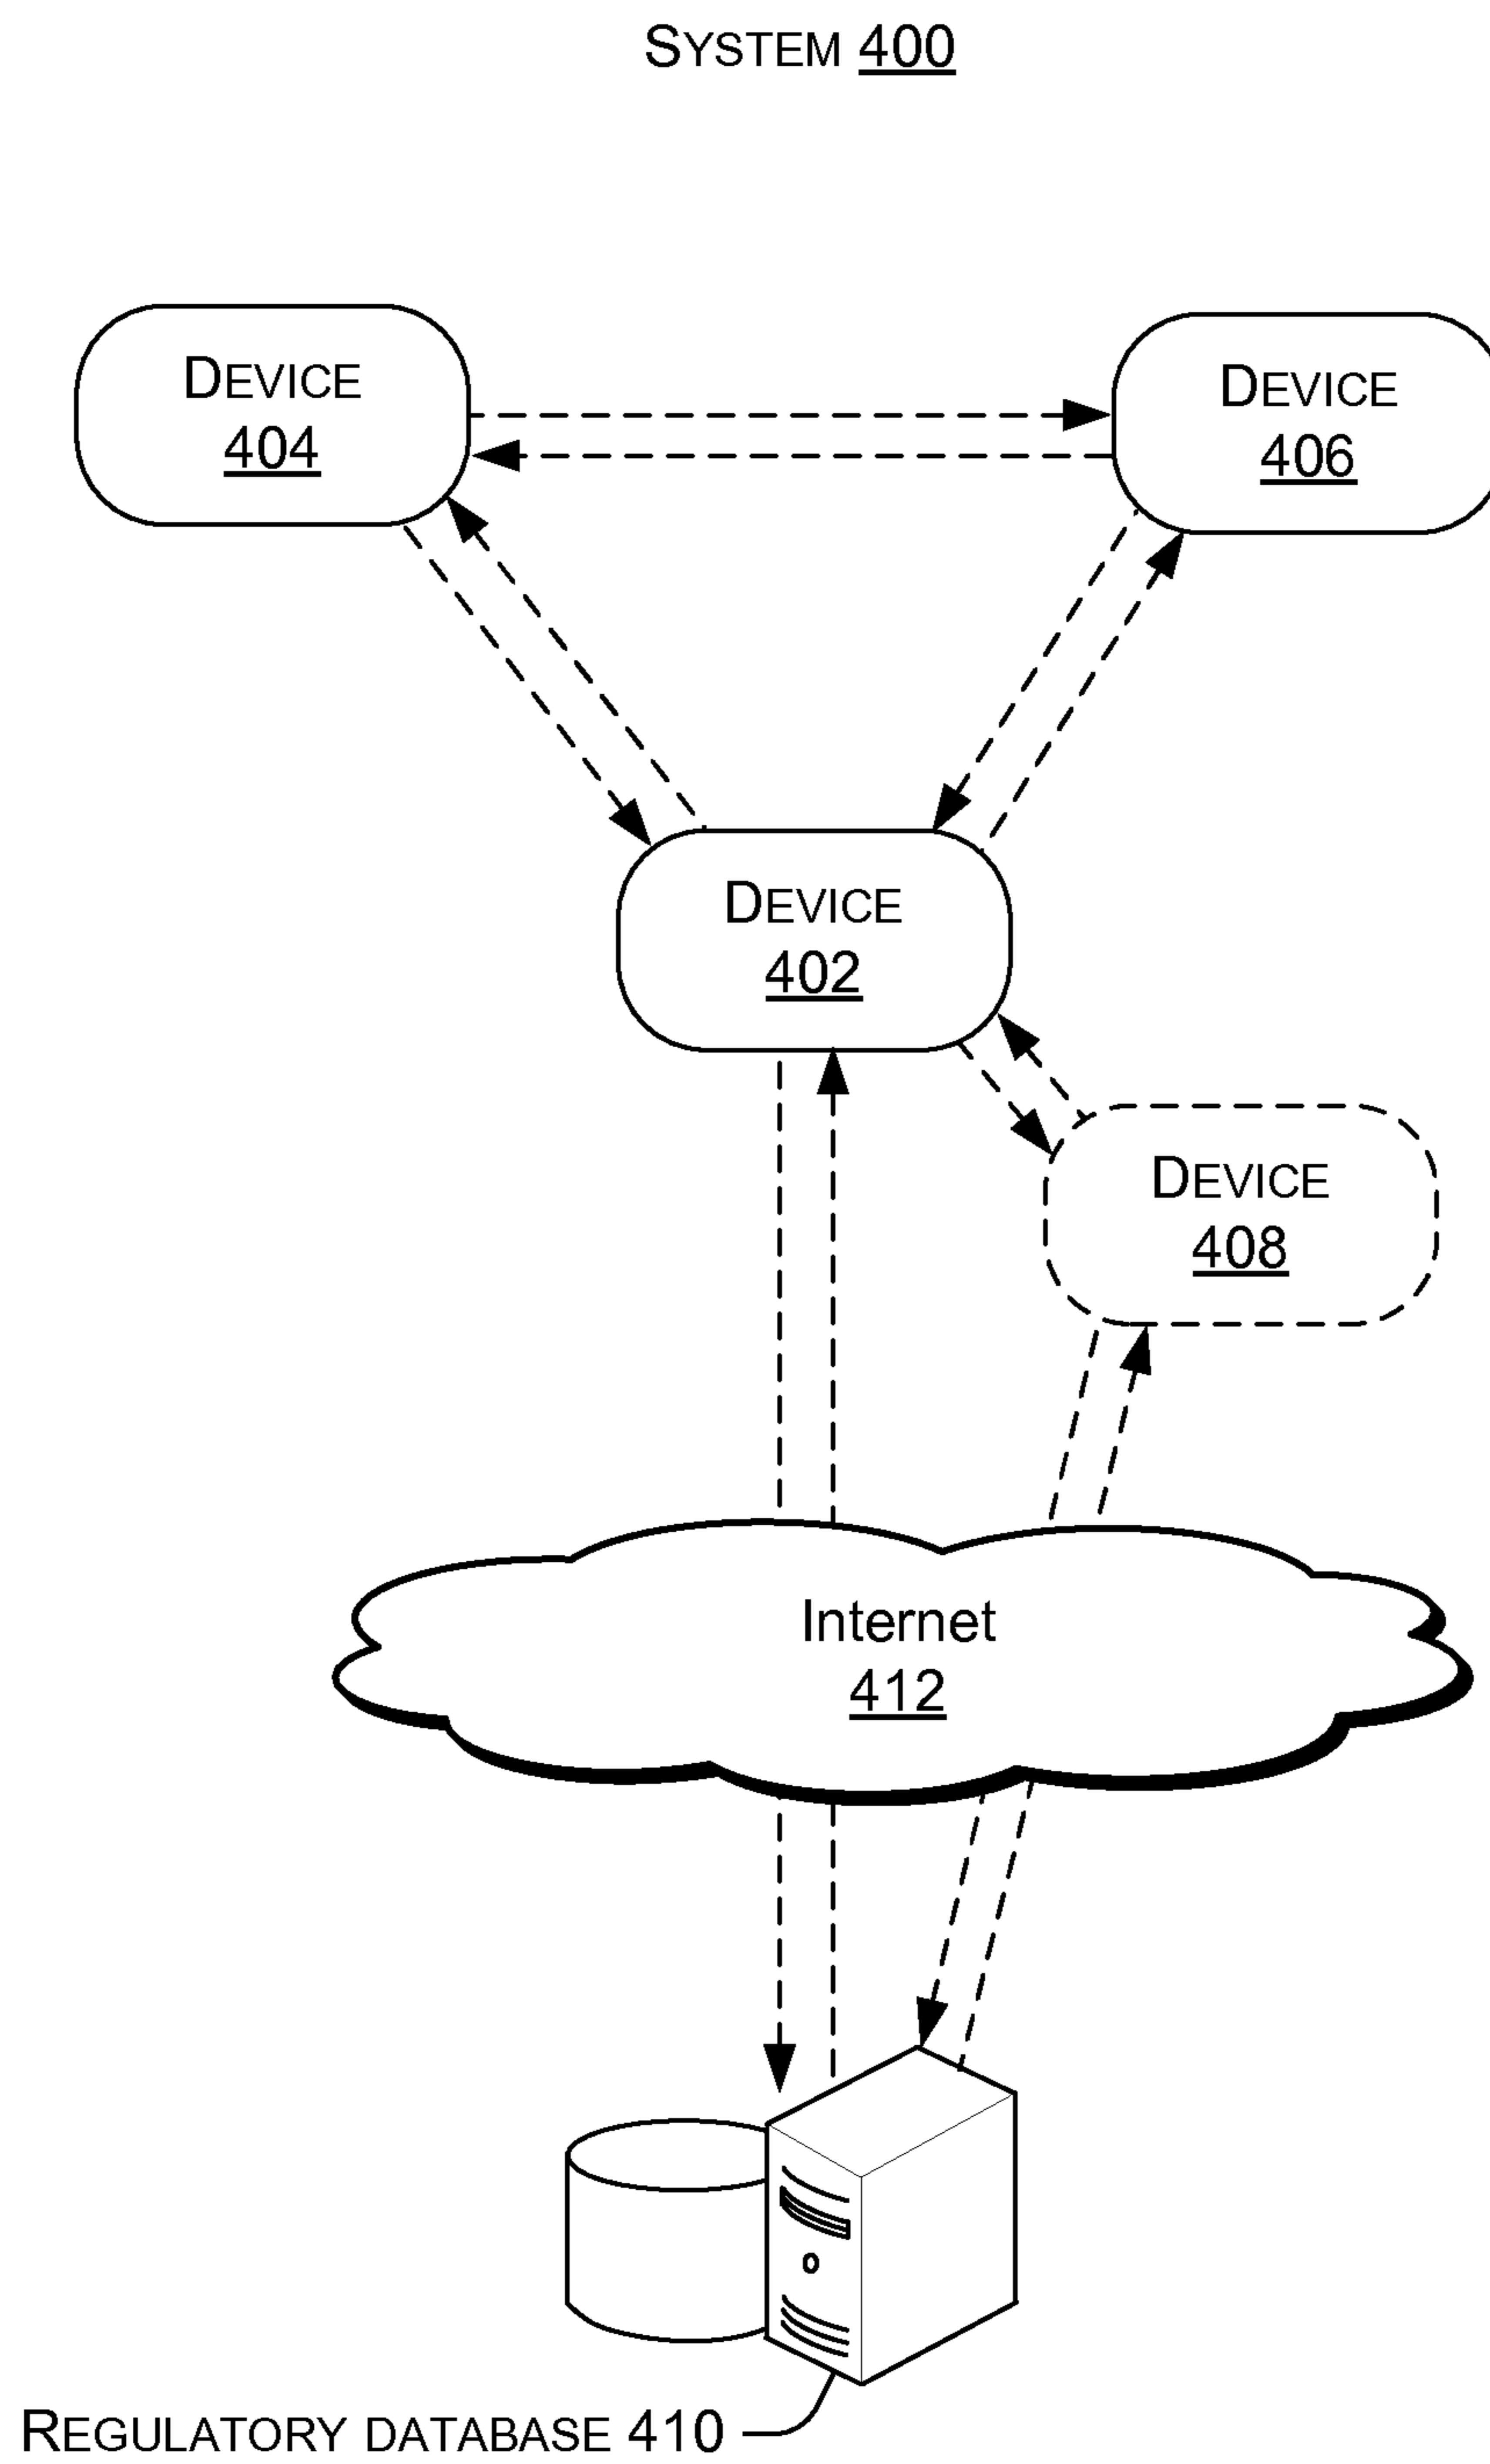 SYSTEM 400
DEVICE
404
DEVICE
406
DEVICE
402
DEVICE
408
Internet
412
REGULATORY DATABASE 410